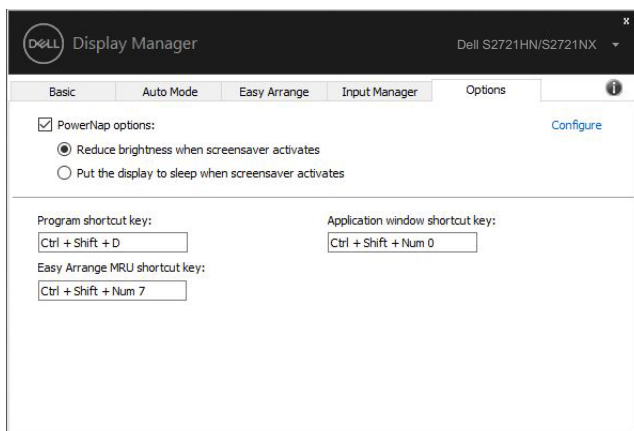 x
DELL Display Manager Dell S2721HN/S2721NX
Basic Auto Mode Easy Arrange Input Manager Options
PowerNap options: Configure
Reduce brightness when screensaver activates
Put the display to sleep when screensaver activates
Program shortcut key: Application window shortcut key:
Ctrl + Shift + D Ctrl + Shift + Num 0
Easy Arrange MRU shortcut key:
Ctrl + Shift + Num 7